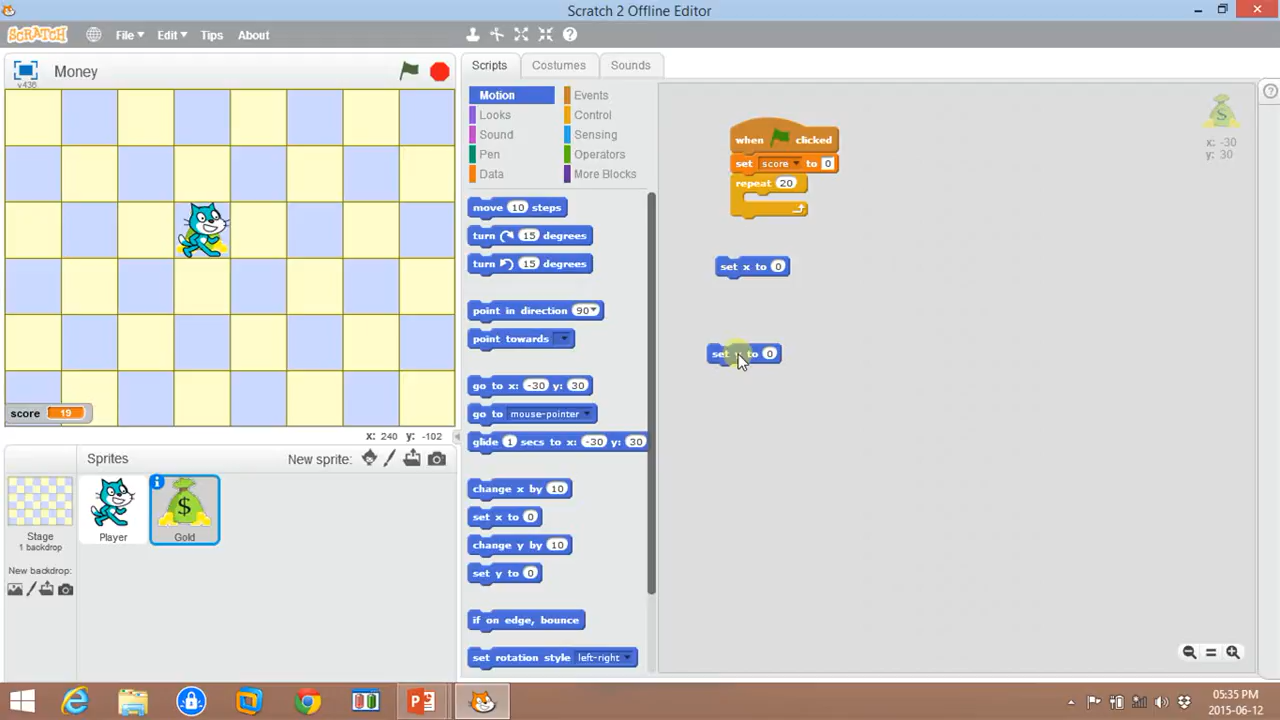 Scratch 2 Offline Editor
SCRATCH File Edit Tips About
v436 Money
Scripts Costumes Sounds
Motion Events
Looks Control
Sound Sensing
Pen Operators
Data More Blocks
move 10 steps
turn 15 degrees
turn 15 degrees
point in direction 90
point towards
go to x: -30 y: 30
go to mouse-pointer
glide 1 secs to x: -30 y: 30
change x by 10
set x to 0
change y by 10
set y to 0
if on edge, bounce
set rotation style left-right
when clicked
set score to 0
repeat 20
set x to 0
set y to 0
$
x: -30
y: 30
score 19
x: 240 y: -102
Sprites New sprite:
Stage
1 backdrop
New backdrop:
Player
$
Gold
05:35 PM
2015-06-12